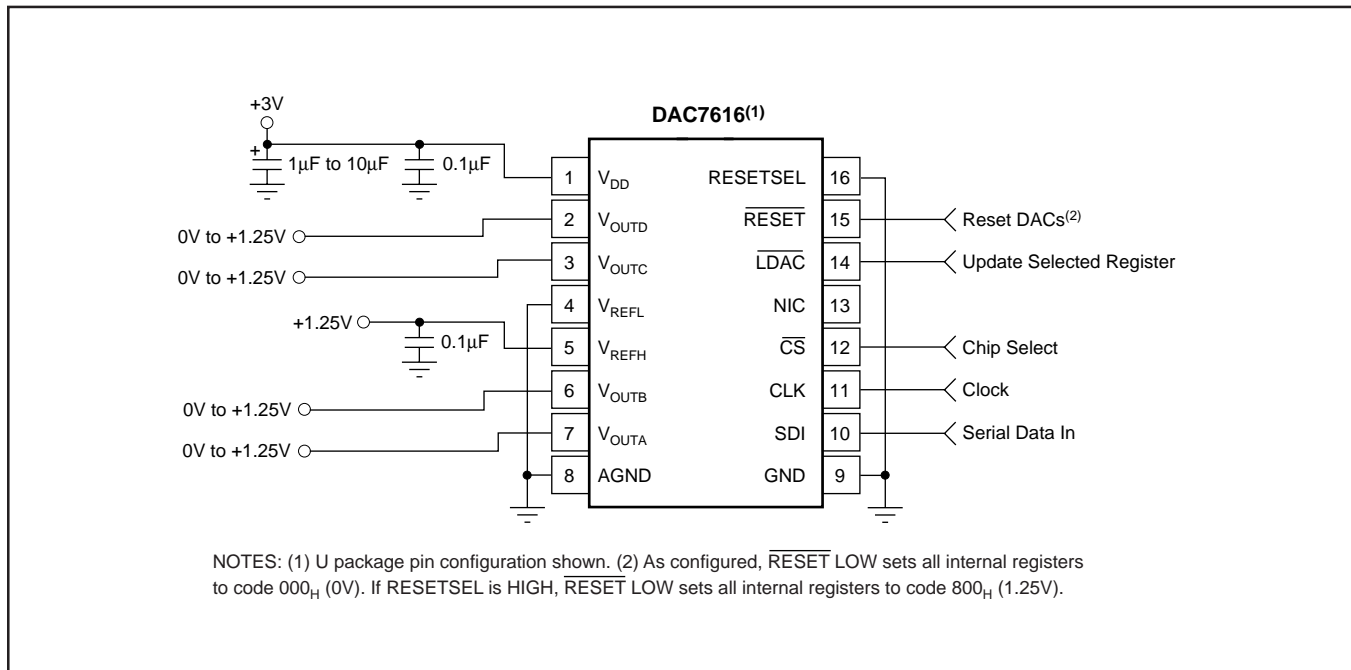 DAC7616(1)
+3V
+
1µF to 10µF
0.1µF
0V to +1.25V
0V to +1.25V
+1.25V
0.1µF
0V to +1.25V
0V to +1.25V
1 VDD
2 VOUTD
3 VOUTC
4 VREFL
5 VREFH
6 VOUTB
7 VOUTA
8 AGND
RESETSEL 16
RESET 15 Reset DACs(2)
LDAC 14 Update Selected Register
NIC 13
CS 12 Chip Select
CLK 11 Clock
SDI 10 Serial Data In
GND 9
NOTES: (1) U package pin configuration shown. (2) As configured, RESET LOW sets all internal registers
to code 000H (0V). If RESETSEL is HIGH, RESET LOW sets all internal registers to code 800H (1.25V).